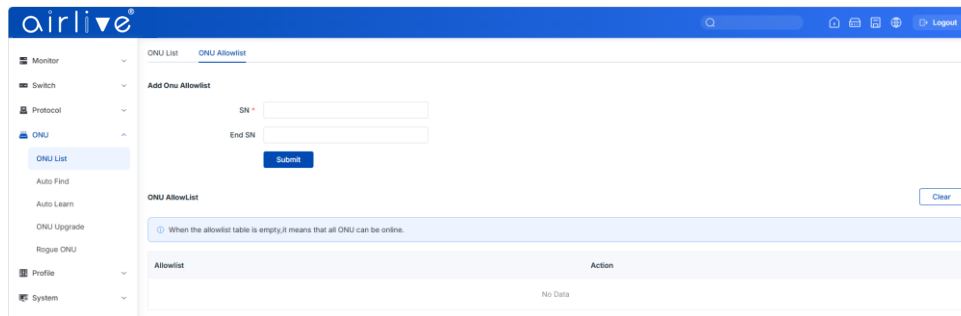 airlive®
Logout
Monitor
Switch
Protocol
ONU
ONU List
Auto Find
Auto Learn
ONU Upgrade
Rogue ONU
Profile
System
ONU List ONU Allowlist
Add Onu Allowlist
SN *
End SN
Submit
ONU AllowList
Clear
When the allowlist table is empty,it means that all ONU can be online.
Allowlist Action
No Data